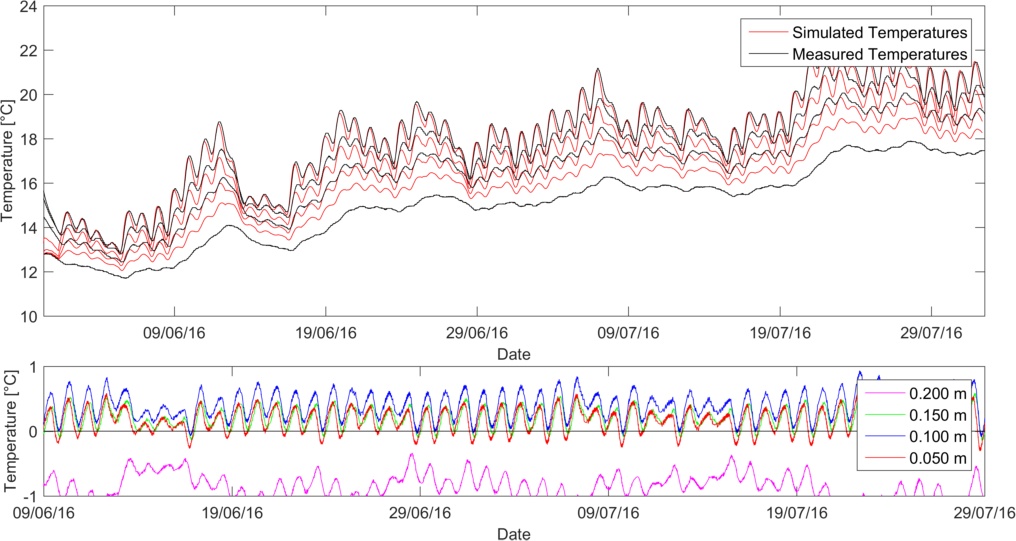 24
22
20
18
16
14
12
10
Temperature [°C]
Simulated Temperatures
Measured Temperatures
09/06/16 19/06/16 29/06/16 09/07/16 19/07/16 29/07/16
Date
1
0
-1
Temperature [°C]
0.200 m
0.150 m
0.100 m
0.050 m
09/06/16 19/06/16 29/06/16 09/07/16 19/07/16 29/07/16
Date